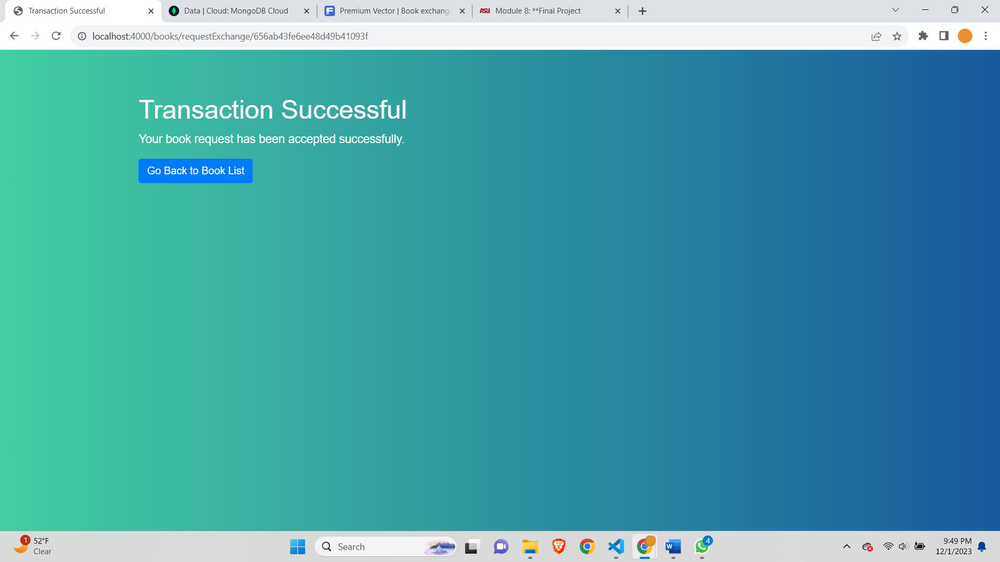 Transaction Successful
Data | Cloud: MongoDB Cloud
Premium Vector | Book exchang
ASU
Module 8: **Final Project
localhost:4000/books/requestExchange/656ab43fe6ee48d49b41093f
Transaction Successful
Your book request has been accepted successfully.
Go Back to Book List
1
52°F
Clear
Search
W
4
9:49 PM
12/1/2023